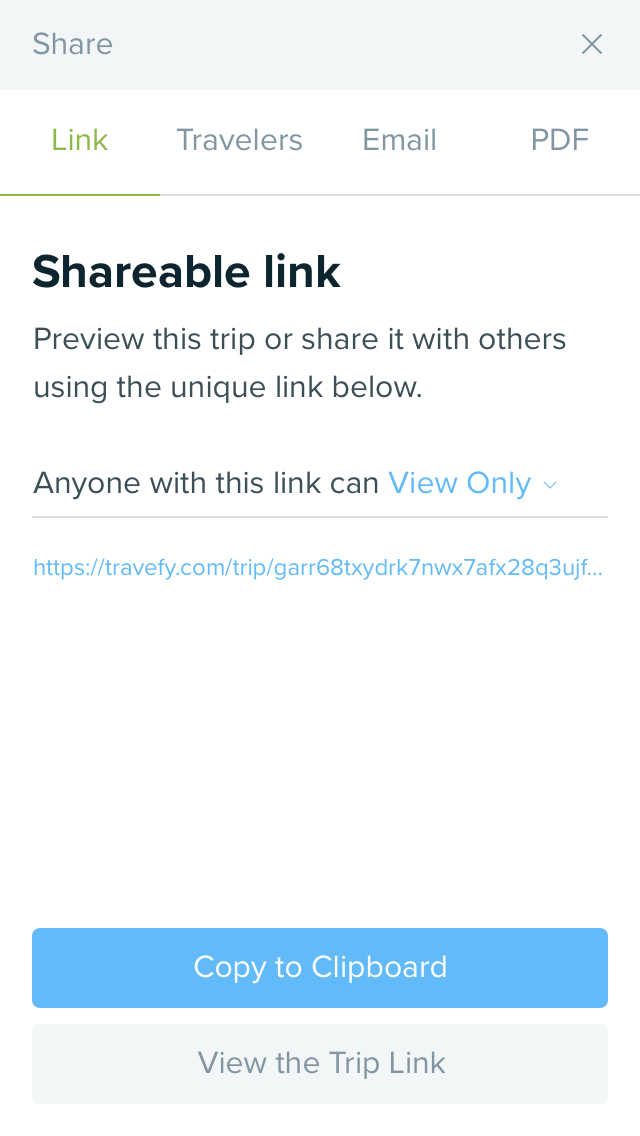 Share
Link Travelers Email PDF
Shareable link
Preview this trip or share it with others
using the unique link below.
Anyone with this link can View Only
https://travefy.com/trip/garr68txydrk7nwx7afx28q3ujf...
Copy to Clipboard
View the Trip Link